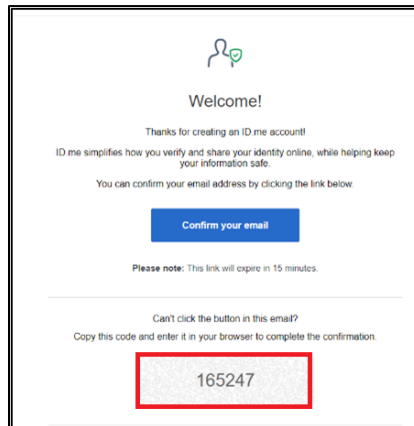 Welcome!
Thanks for creating an ID.me account!
ID.me simplifies how you verify and share your identity online, while helping keep
your information safe.
You can confirm your email address by clicking the link below.
Confirm your email
Please note: This link will expire in 15 minutes.
Can't click the button in this email?
Copy this code and enter it in your browser to complete the confirmation.
165247